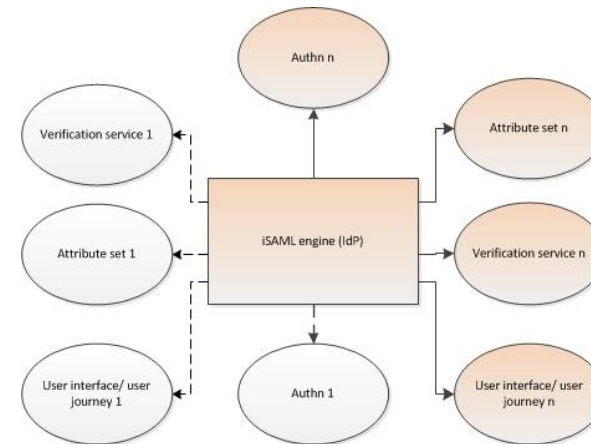 Authn n
Verification service 1
Attribute set n
iSAML engine (IdP)
Attribute set 1
Verification service n
User interface/ user
journey 1
Authn 1
User interface/ user
journey n